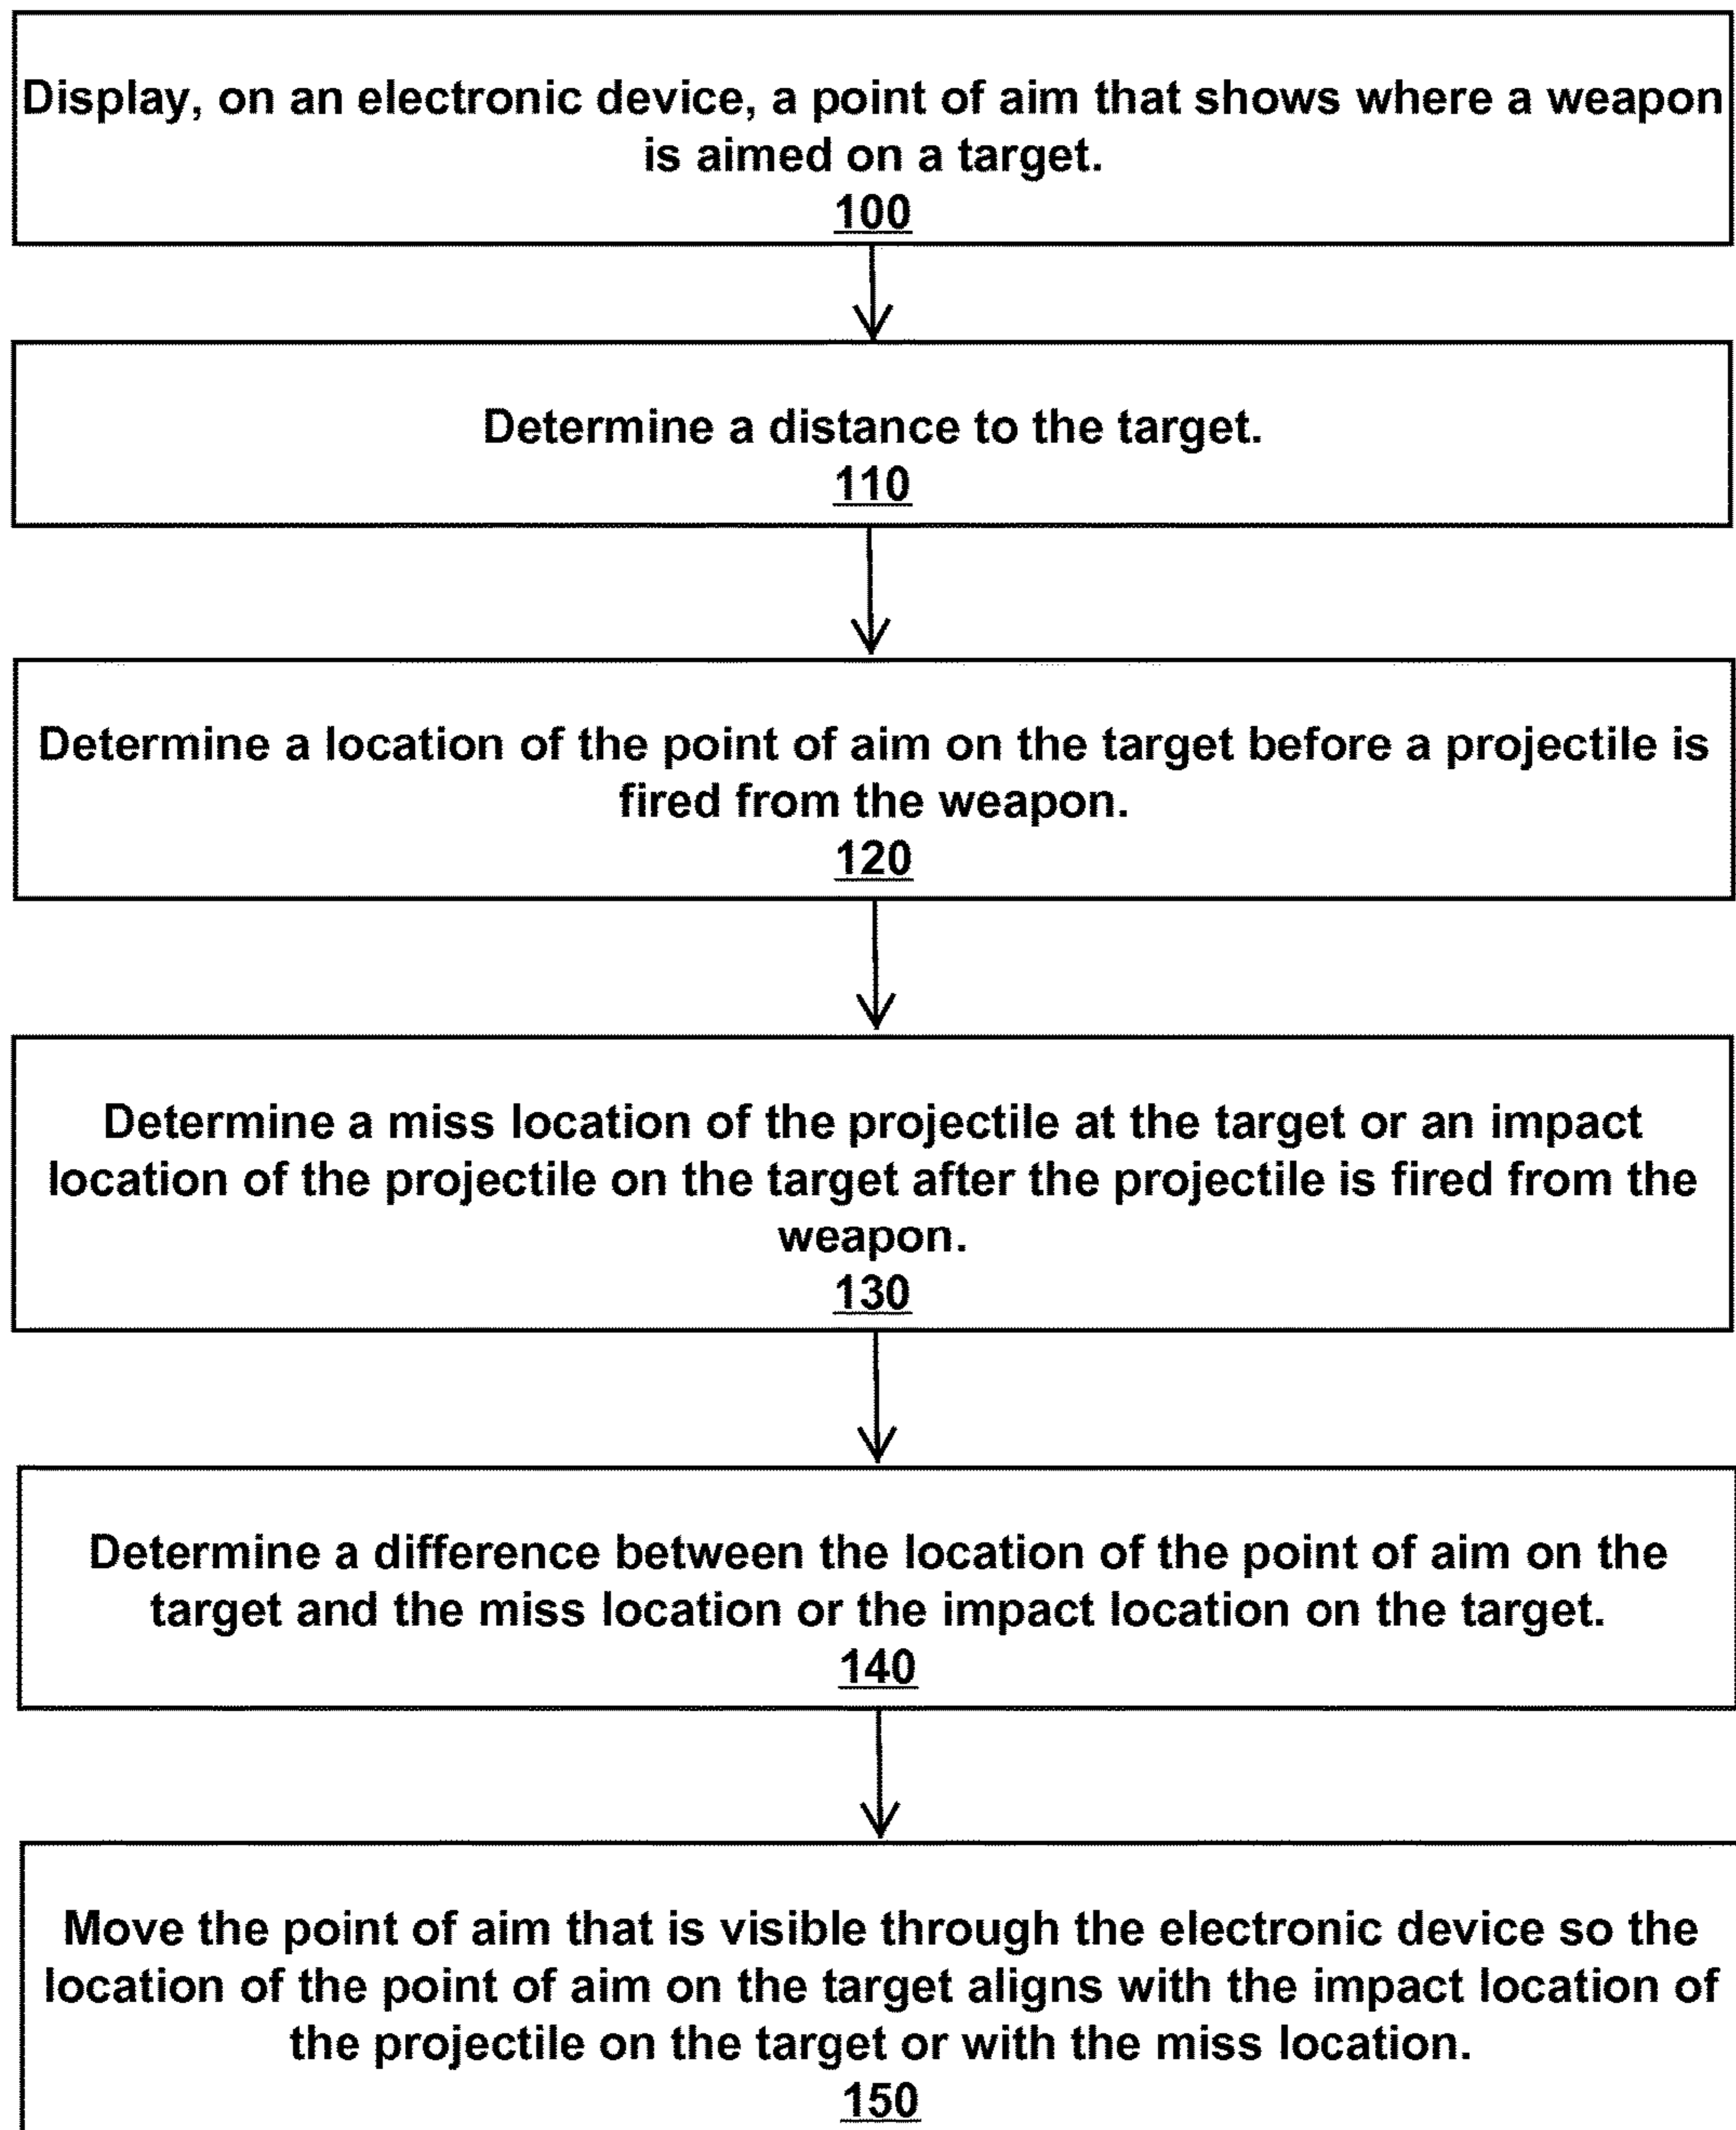 Display, on an electronic device, a point of aim that shows where a weapon
is aimed on a target.
100
Determine a distance to the target.
110
Determine a location of the point of aim on the target before a projectile is
fired from the weapon.
120
Determine a miss location of the projectile at the target or an impact
location of the projectile on the target after the projectile is fired from the
weapon.
130
Determine a difference between the location of the point of aim on the
target and the miss location or the impact location on the target.
140
Move the point of aim that is visible through the electronic device so the
location of the point of aim on the target aligns with the impact location of
the projectile on the target or with the miss location.
150